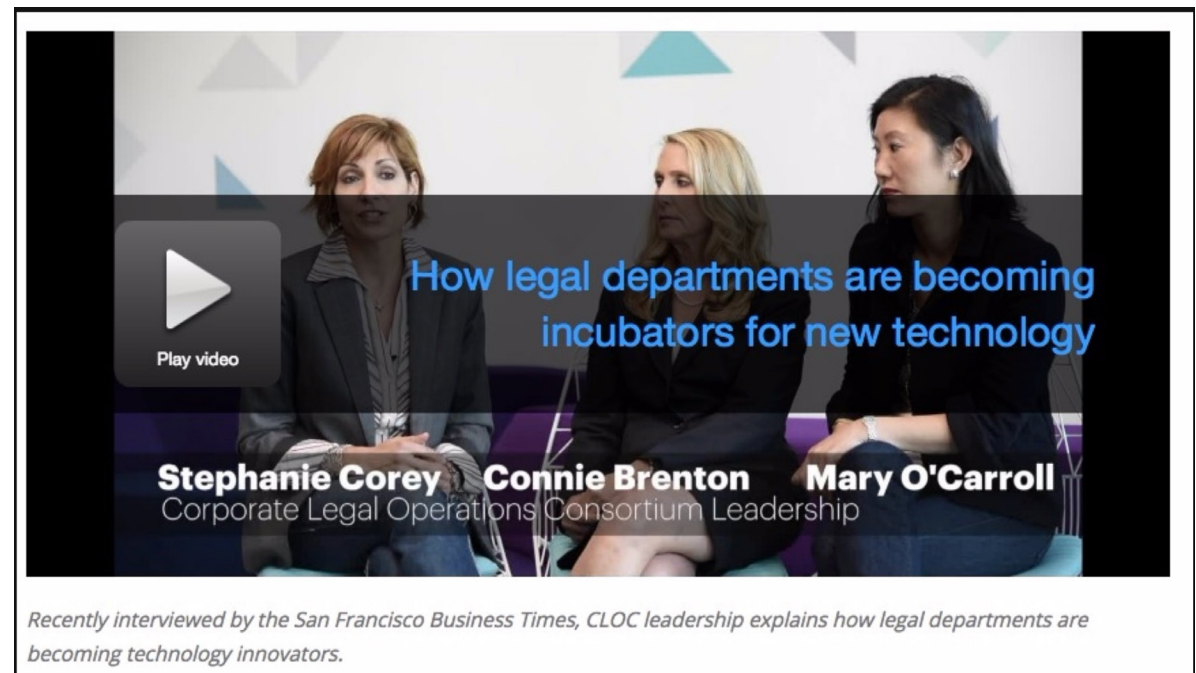 How legal departments are becoming
incubators for new technology
Play video
Stephanie Corey Connie Brenton Mary O'Carroll
Corporate Legal Operations Consortium Leadership
Recently interviewed by the San Francisco Business Times, CLOC leadership explains how legal departments are
becoming technology innovators.